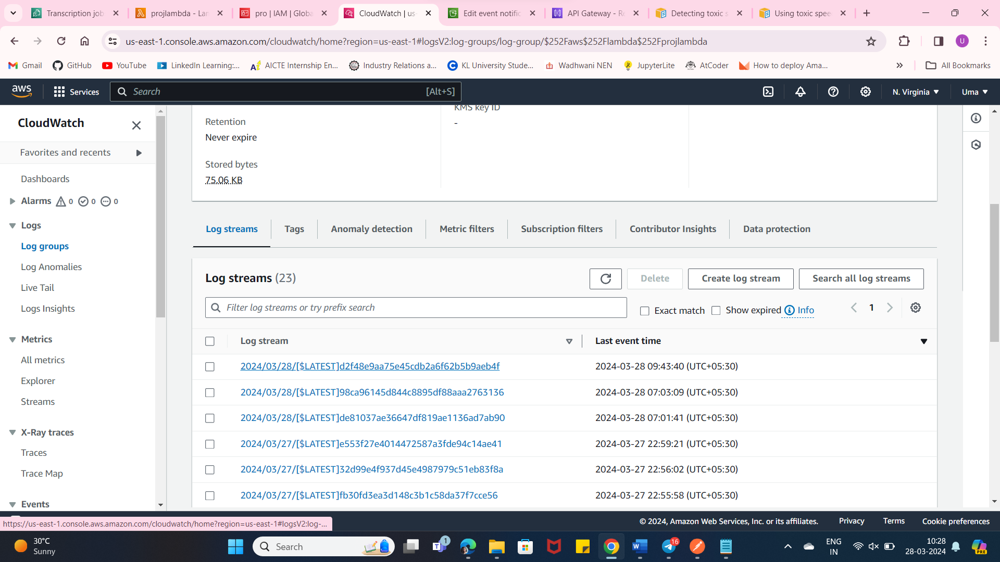 Transcription job
projlambda - Lan
pro | IAM | Globa
CloudWatch | us-
Edit event notific
API Gateway - Re
Detecting toxic s
Using toxic spee
us-east-1.console.aws.amazon.com/cloudwatch/home?region=us-east-1#logsV2:log-groups/log-group/$252Faws$252Flambda$252Fprojlambda
U
Gmail
GitHub
YouTube
LinkedIn Learning:...
AICTE Internship En...
Industry Relations a...
KL University Stude...
Wadhwani NEN
JupyterLite
AtCoder
How to deploy Ama...
All Bookmarks
aws
Services
Search
[Alt+S]
N. Virginia
Uma
CloudWatch
Favorites and recents
Dashboards
Alarms 0 0 0
Logs
Log groups
Log Anomalies
Live Tail
Logs Insights
Metrics
All metrics
Explorer
Streams
X-Ray traces
Traces
Trace Map
Events
KMS key ID
-
Retention
Never expire
Stored bytes
75.06 KB
Log streams
Tags
Anomaly detection
Metric filters
Subscription filters
Contributor Insights
Data protection
Log streams (23)
Delete
Create log stream
Search all log streams
Filter log streams or try prefix search
Exact match
Show expired
Info
1
Log stream
Last event time
2024/03/28/[$LATEST]d2f48e9aa75e45cdb2a6f62b5b9aeb4f
2024-03-28 09:43:40 (UTC+05:30)
2024/03/28/[$LATEST]98ca96145d844c8895df88aaa2763136
2024-03-28 07:03:09 (UTC+05:30)
2024/03/28/[$LATEST]de81037ae36647df819ae1136ad7ab90
2024-03-28 07:01:41 (UTC+05:30)
2024/03/27/[$LATEST]e553f27e4014472587a3fde94c14ae41
2024-03-27 22:59:21 (UTC+05:30)
2024/03/27/[$LATEST]32d99e4f937d45e4987979c51eb83f8a
2024-03-27 22:56:02 (UTC+05:30)
2024/03/27/[$LATEST]fb30fd3ea3d148c3b1c58da37f7cce56
2024-03-27 22:55:58 (UTC+05:30)
https://us-east-1.console.aws.amazon.com/cloudwatch/home?region=us-east-1#logsV2:log-...
© 2024, Amazon Web Services, Inc. or its affiliates.
Privacy
Terms
Cookie preferences
30°C
Sunny
Search
1
16
ENG
IN
10:28
28-03-2024
PRE